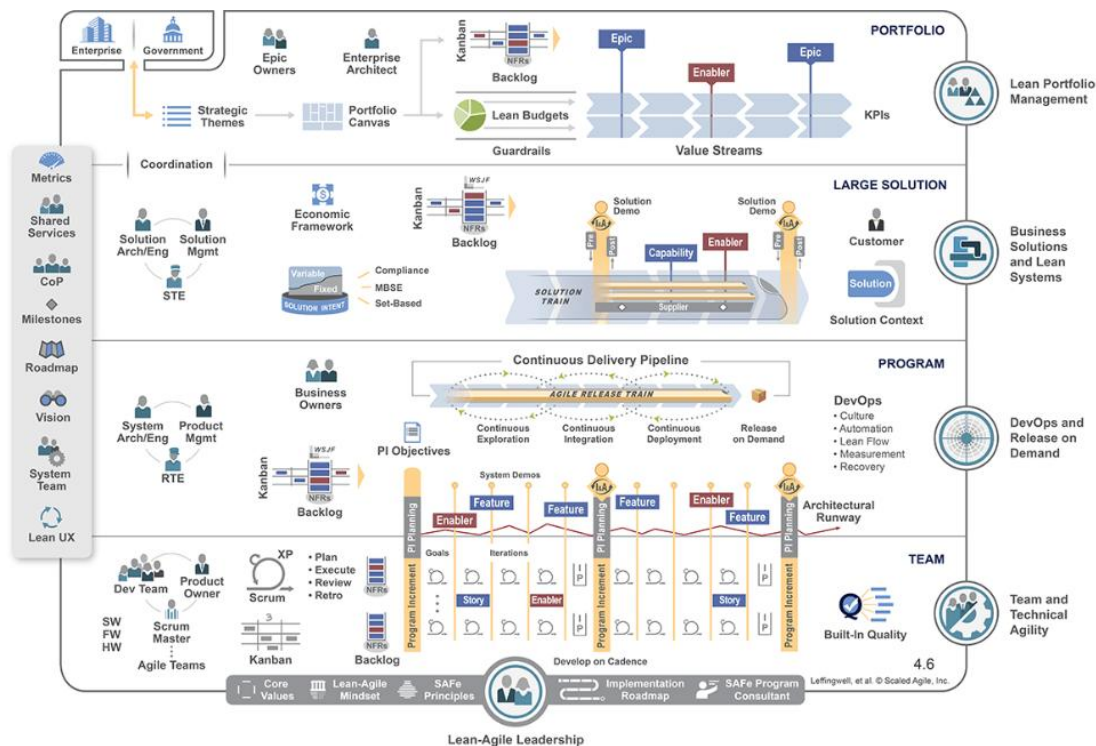 Enterprise
Government
Epic
Owners
Enterprise
Architect
Kanban
NFRs
Backlog
Epic
Enabler
Epic
PORTFOLIO
Lean Portfolio
Management
Strategic
Themes
Portfolio
Canvas
Lean Budgets
Guardrails
Value Streams
KPIs
Coordination
Metrics
Shared
Services
CoP
Milestones
Roadmap
Vision
System
Team
Lean UX
LARGE SOLUTION
Solution
Arch/Eng
Solution
Mgmt
STE
Economic
Framework
Variable
Fixed
SOLUTION INTENT
Compliance
MBSE
Set-Based
Kanban
WSJF
NFRs
Backlog
Solution
Demo
I&A
Pre
Post
Capability
Enabler
Solution
Demo
I&A
Pre
Post
SOLUTION
TRAIN
Supplier
Customer
Solution
Solution Context
Business
Solutions
and Lean
Systems
PROGRAM
System
Arch/Eng
Product
Mgmt
RTE
Business
Owners
Kanban
WSJF
NFRs
Backlog
PI Objectives
Continuous Delivery Pipeline
AGILE RELEASE TRAIN
Continuous
Exploration
Continuous
Integration
Continuous
Deployment
Release
on Demand
DevOps
• Culture
• Automation
• Lean Flow
• Measurement
• Recovery
DevOps and
Release on
Demand
System Demos
PI Planning
Enabler
Feature
Feature
I&A
PI Planning
Feature
Enabler
Feature
I&A
PI Planning
Architectural
Runway
TEAM
Dev Team
Product
Owner
Scrum
Master
Agile Teams
SW
FW
HW
XP
Scrum
• Plan
• Execute
• Review
• Retro
Kanban
NFRs
NFRs
Backlog
Program Increment
Goals
Iterations
Story
Enabler
I P
I P
Program Increment
Story
I P
I P
Program Increment
Develop on Cadence
Built-In Quality
Team and
Technical
Agility
4.6
Leffingwell, et al. © Scaled Agile, Inc.
Core
Values
Lean-Agile
Mindset
SAFe
Principles
Implementation
Roadmap
SAFe Program
Consultant
Lean-Agile Leadership